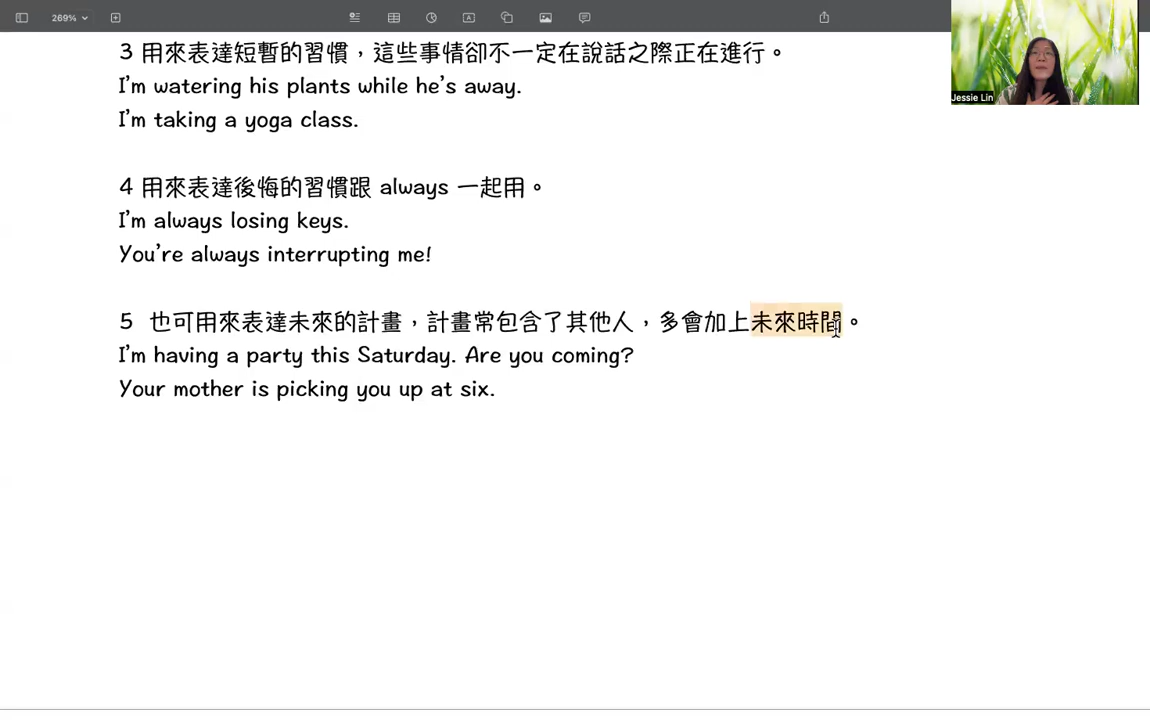 269%
Jessie Lin
3 用來表達短暫的習慣，這些事情卻不一定在說話之際正在進行。
I'm watering his plants while he's away.
I'm taking a yoga class.
4 用來表達後悔的習慣跟 always 一起用。
I'm always losing keys.
You're always interrupting me!
5 也可用來表達未來的計畫，計畫常包含了其他人，多會加上未來時間。
I'm having a party this Saturday. Are you coming?
Your mother is picking you up at six.